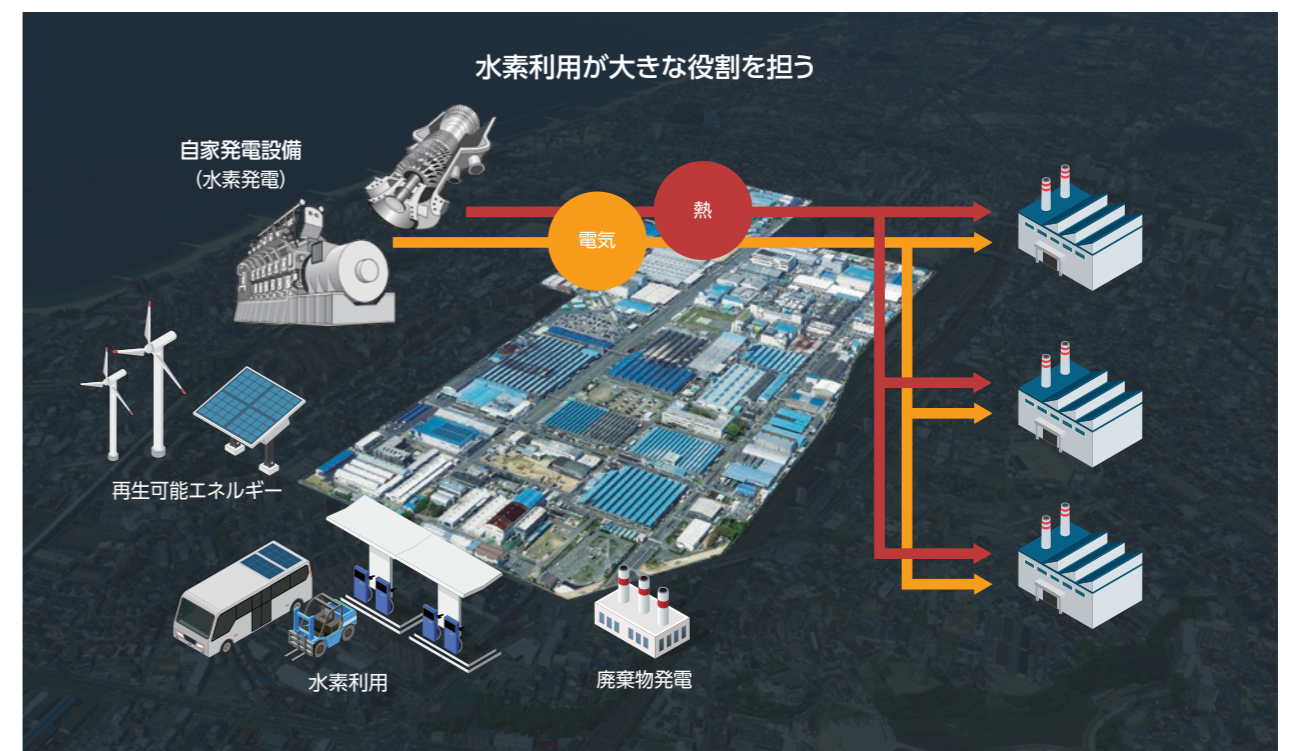 水素利用が大きな役割を担う
自家発電設備
（水素発電）
熱
電気
再生可能エネルギー
水素利用
廃棄物発電